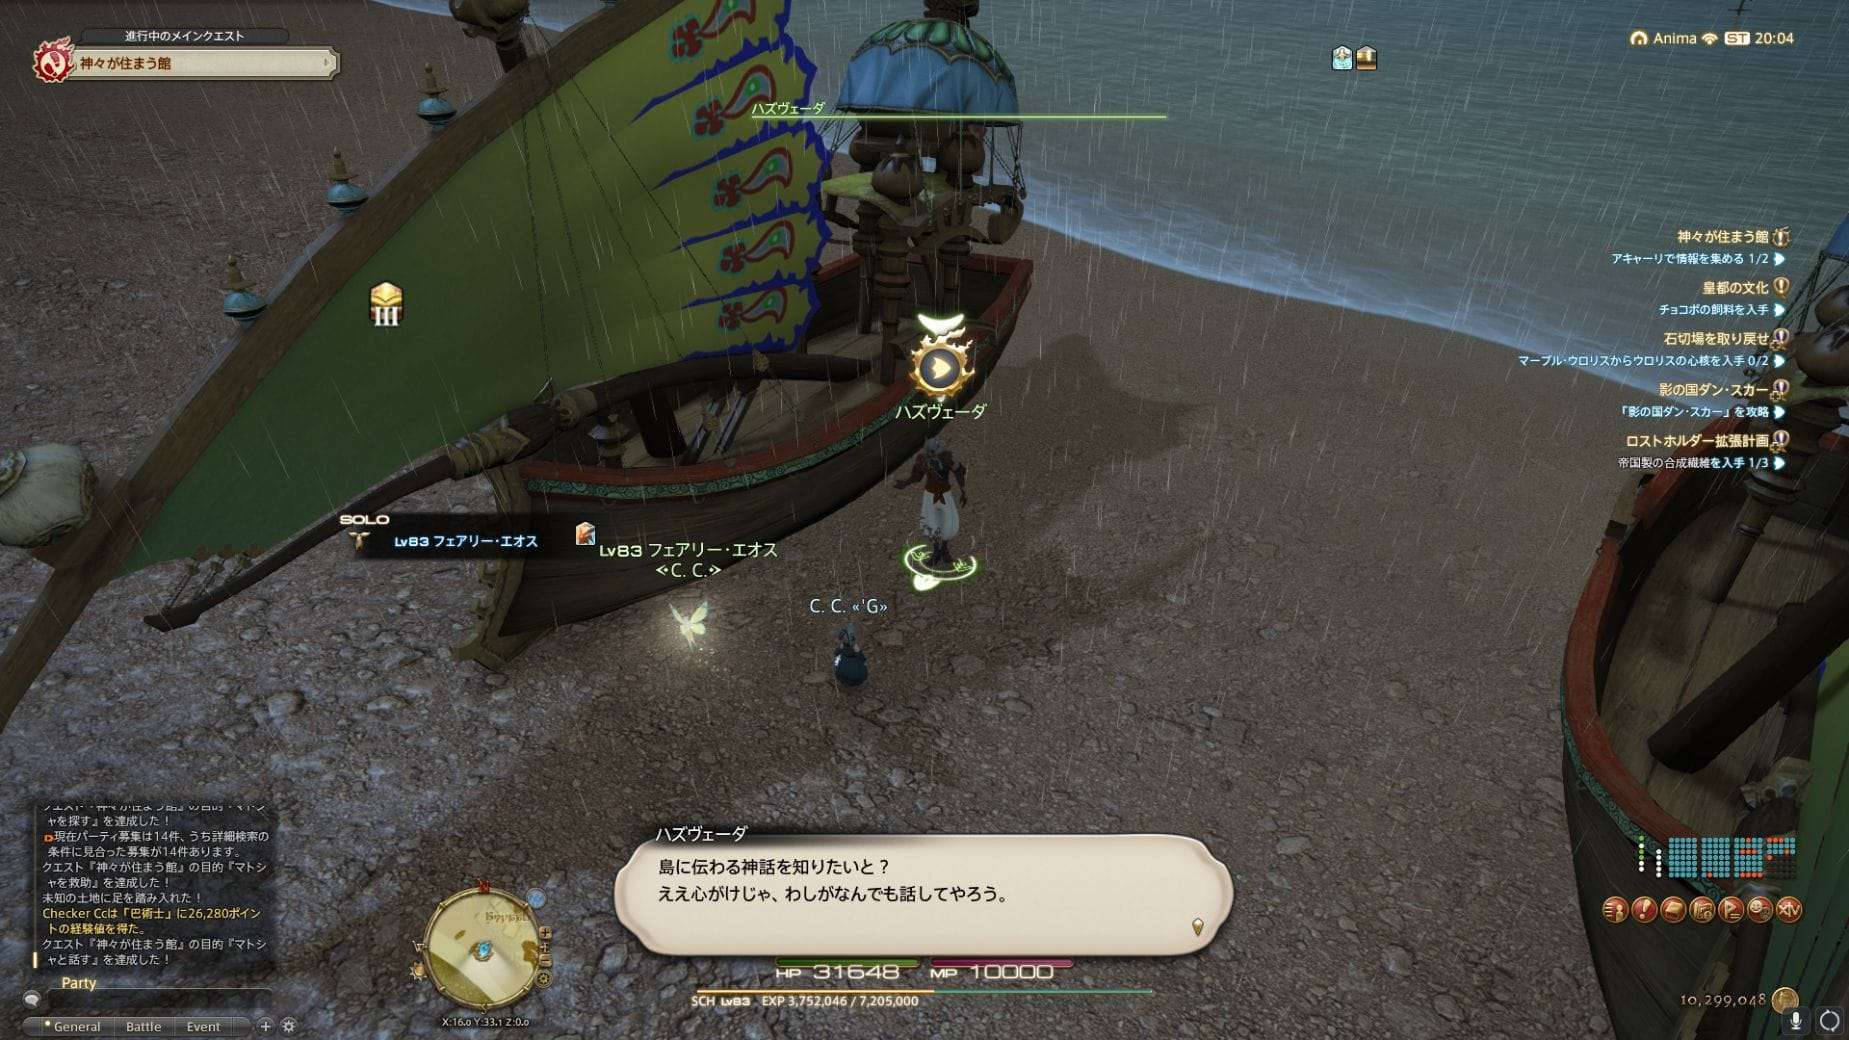 進行中のメインクエスト
神々が住まう館
Anima ST 20:04
ハズヴェーダ
神々が住まう館
アキャーリで情報を集める 1/2
皇都の文化
チョコボの飼料を入手
石切場を取り戻せ
マーブル・ウロリスからウロリスの心核を入手 0/2
影の国ダン・スカー
「影の国ダン・スカー」を攻略
ロストホルダー拡張計画
帝国製の合成繊維を入手 1/3
III
ハズヴェーダ
SOLO
Lv83 フェアリー・エオス
Lv83 フェアリー・エオス
<C. C.>
C. C. «'G»
クエスト『神々が住まう館』の目的『マトシ
ャを探す』を達成した！
現在パーティ募集は14件、うち詳細検索の
条件に見合った募集が14件あります。
クエスト『神々が住まう館』の目的『マトシ
ャを救助』を達成した！
未知の土地に足を踏み入れた！
Checker Ccは「巴術士」に26,280ポイン
トの経験値を得た。
クエスト『神々が住まう館』の目的『マトシ
ャと話す』を達成した！
Party
General Battle Event
X:16.0 Y:33.1 Z:0.0
ハズヴェーダ
島に伝わる神話を知りたいと？
ええ心がけじゃ、わしがなんでも話してやろう。
HP 31648 MP 10000
SCH Lv83 EXP 3,752,046 / 7,205,000
XIV
10,299,048